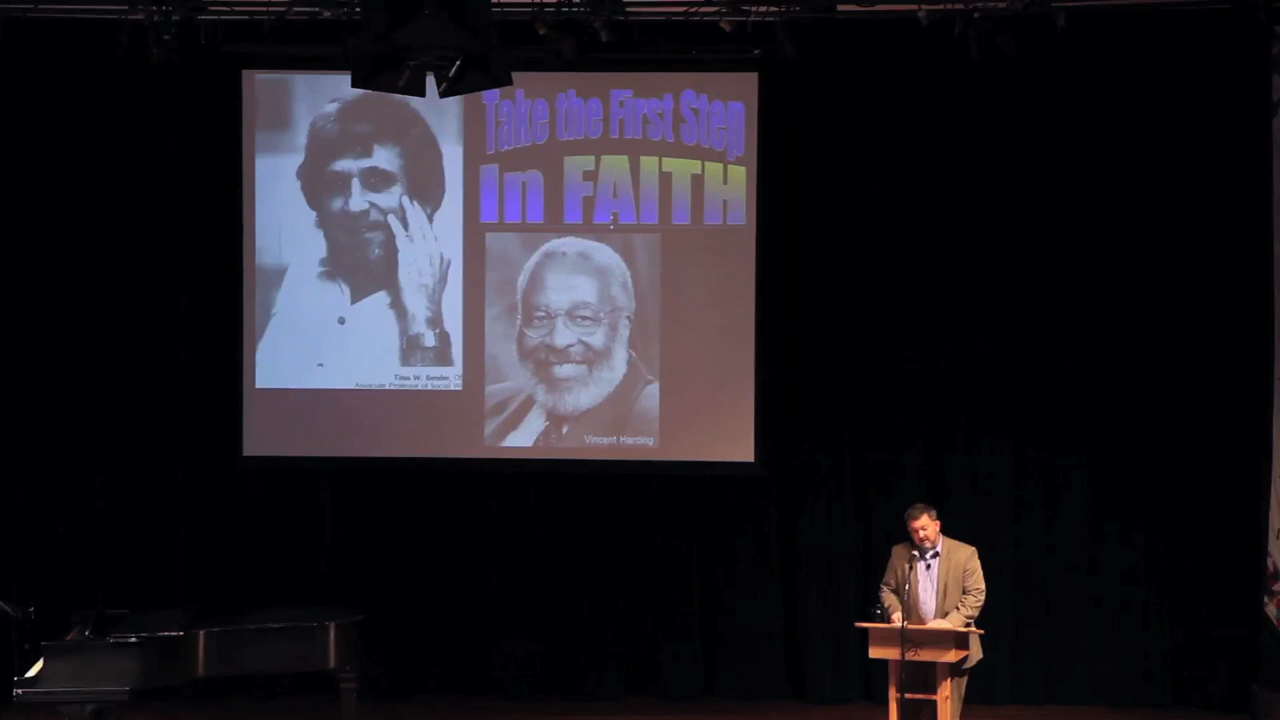 Take the First Step
In FAITH
Titus W. Bender,
Associate Professor of Social W
Vincent Harding